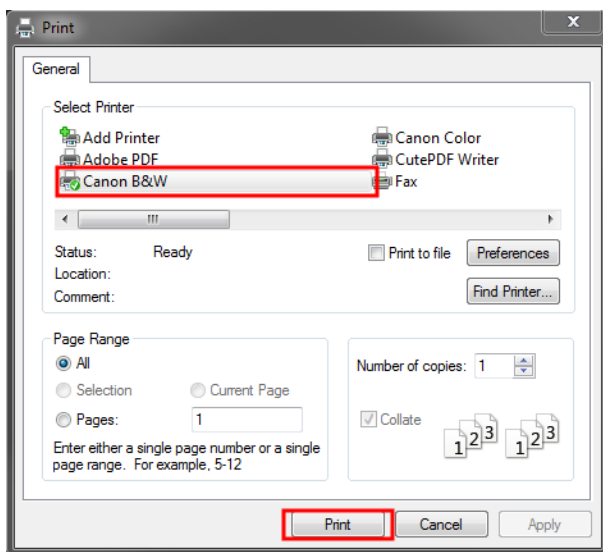 Print
x
General
Select Printer
Add Printer
Canon Color
Adobe PDF
CutePDF Writer
Canon B&W
Fax
Status: Ready
Print to file
Preferences
Location:
Comment:
Find Printer...
Page Range
All
Selection
Current Page
Pages: 1
Enter either a single page number or a single
page range. For example, 5-12
Number of copies: 1
Collate
1 2 3 1 2 3
Print
Cancel
Apply